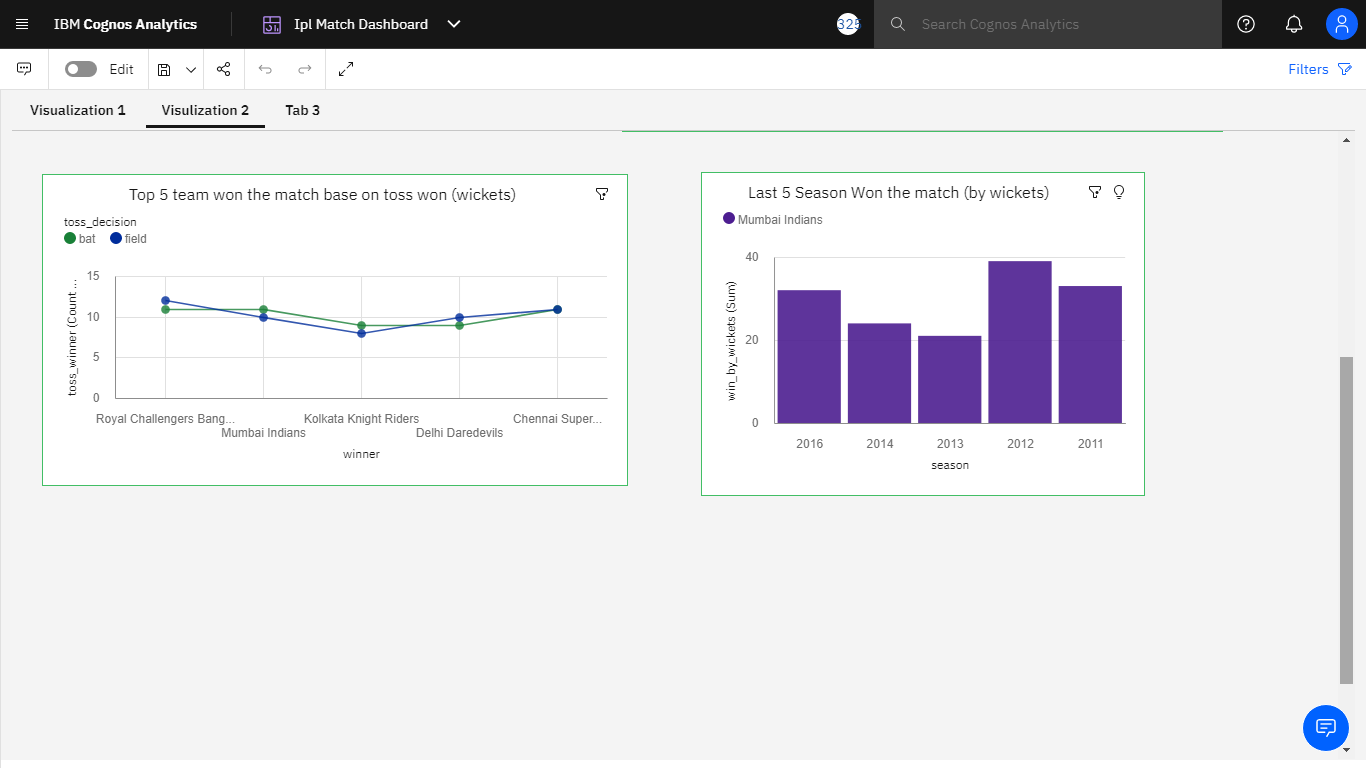 IBM Cognos Analytics
Ipl Match Dashboard
325
Search Cognos Analytics
Edit
Filters
Visualization 1
Visulization 2
Tab 3
Top 5 team won the match base on toss won (wickets)
toss_decision
bat
field
toss_winner (Count ...
15
10
5
0
Royal Challengers Bang...
Mumbai Indians
Kolkata Knight Riders
Delhi Daredevils
Chennai Super...
winner
Last 5 Season Won the match (by wickets)
Mumbai Indians
win_by_wickets (Sum)
40
20
0
2016
2014
2013
2012
2011
season